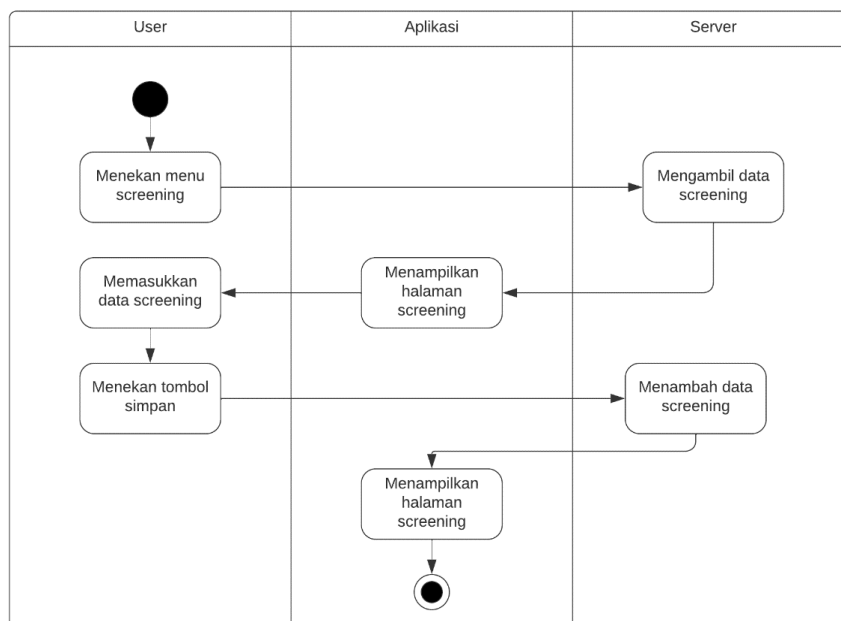 User
Aplikasi
Server
Menekan menu
screening
Mengambil data
screening
Menampilkan
halaman
screening
Memasukkan
data screening
Menekan tombol
simpan
Menambah data
screening
Menampilkan
halaman
screening